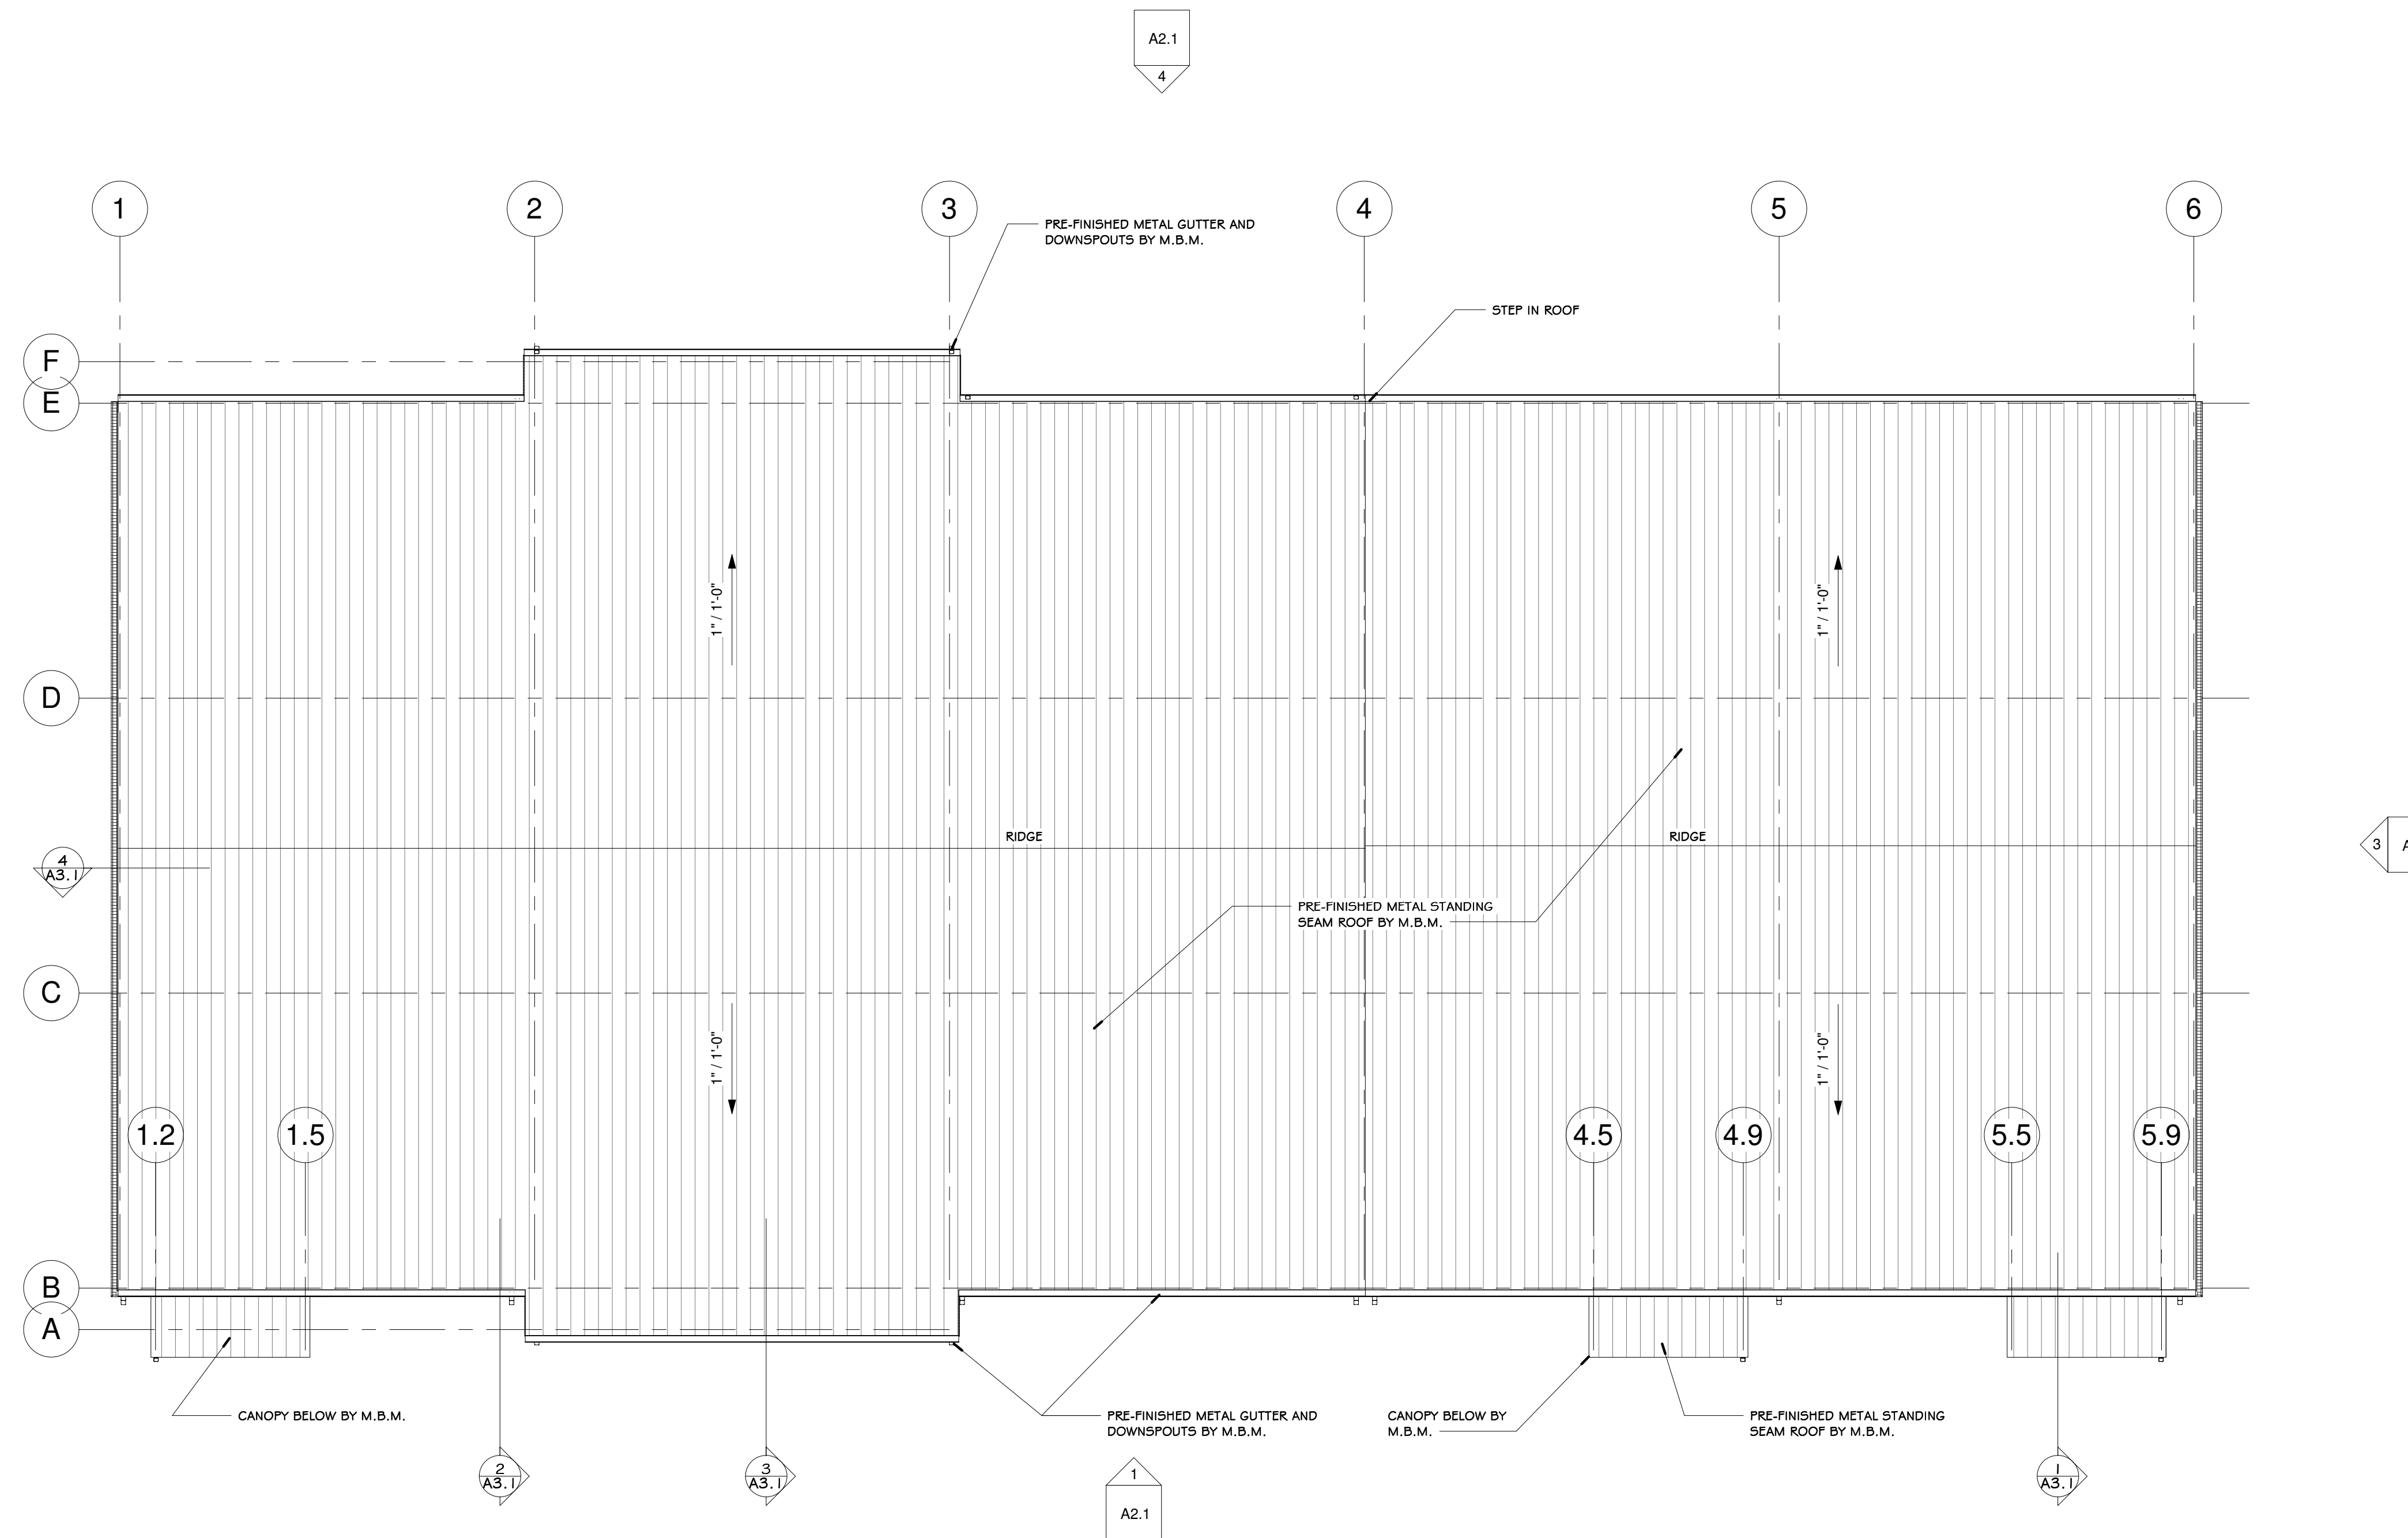 A2.1
4
1
2
3
4
5
6
PRE-FINISHED METAL GUTTER AND
DOWNSPOUTS BY M.B.M.
STEP IN ROOF
F
E
1" / 1'-0"
1" / 1'-0"
D
RIDGE
RIDGE
4
A3.1
3
A
PRE-FINISHED METAL STANDING
SEAM ROOF BY M.B.M.
C
1" / 1'-0"
1" / 1'-0"
1.2
1.5
4.5
4.9
5.5
5.9
B
A
CANOPY BELOW BY M.B.M.
PRE-FINISHED METAL GUTTER AND
DOWNSPOUTS BY M.B.M.
CANOPY BELOW BY
M.B.M.
PRE-FINISHED METAL STANDING
SEAM ROOF BY M.B.M.
2
A3.1
3
A3.1
1
A2.1
1
A3.1